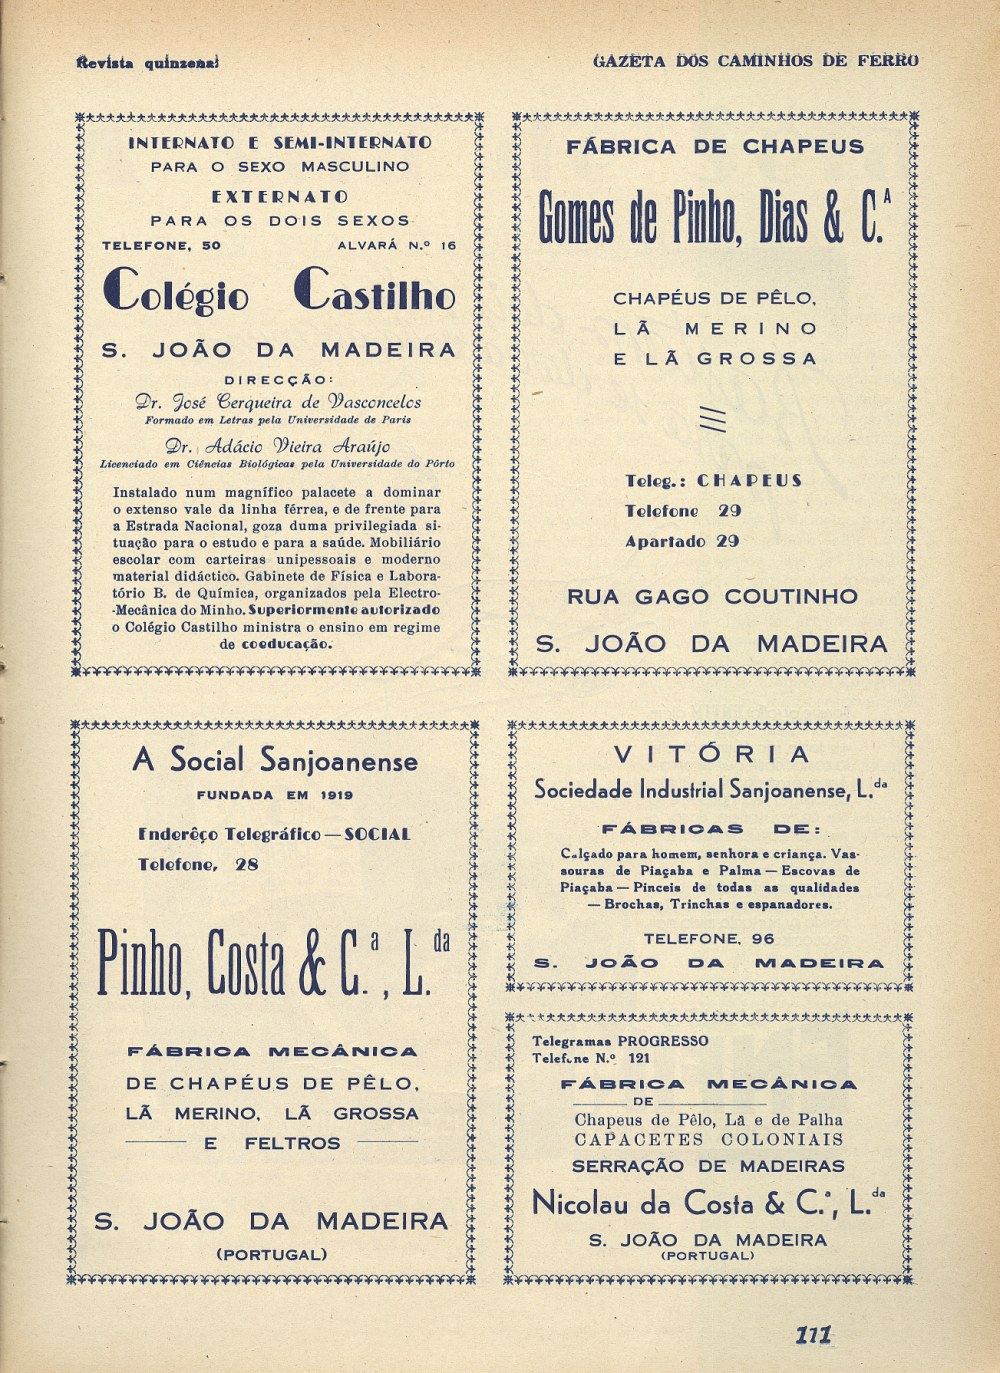 Revista quinzenal
GAZETA DOS CAMINHOS DE FERRO
INTERNATO E SEMI-INTERNATO
PARA O SEXO MASCULINO
EXTERNATO
PARA OS DOIS SEXOS
TELEFONE, 50 ALVARÁ N.º 16
Colégio Castilho
S. JOÃO DA MADEIRA
DIRECÇÃO:
Dr. José Cerqueira de Vasconcelos
Formado em Letras pela Universidade de Paris
Dr. Adácio Vieira Araújo
Licenciado em Ciências Biológicas pela Universidade do Pôrto
Instalado num magnífico palacete a dominar
o extenso vale da linha férrea, e de frente para
a Estrada Nacional, goza duma privilegiada si-
tuação para o estudo e para a saúde. Mobiliário
escolar com carteiras unipessoais e moderno
material didáctico. Gabinete de Física e Labora-
tório B. de Química, organizados pela Electro-
-Mecânica do Minho. Superiormente autorizado
o Colégio Castilho ministra o ensino em regime
de coeducação.
FÁBRICA DE CHAPEUS
Gomes de Pinho, Dias & C.A
CHAPÉUS DE PÊLO,
LÃ MERINO
E LÃ GROSSA
Teleg.: CHAPEUS
Telefone 29
Apartado 29
RUA GAGO COUTINHO
S. JOÃO DA MADEIRA
A Social Sanjoanense
FUNDADA EM 1919
Enderêço Telegráfico — SOCIAL
Telefone, 28
Pinho, Costa & C.ª, L.da
FÁBRICA MECÂNICA
DE CHAPÉUS DE PÊLO,
LÃ MERINO, LÃ GROSSA
E FELTROS
S. JOÃO DA MADEIRA
(PORTUGAL)
VITÓRIA
Sociedade Industrial Sanjoanense, L.da
FÁBRICAS DE:
Calçado para homem, senhora e criança. Vas-
souras de Piaçaba e Palma — Escovas de
Piaçaba — Pinceis de todas as qualidades
— Brochas, Trinchas e espanadores.
TELEFONE, 96
S. JOÃO DA MADEIRA
Telegramas PROGRESSO
Telefone N.º 121
FÁBRICA MECÂNICA
DE
Chapeus de Pêlo, Lã e de Palha
CAPACETES COLONIAIS
SERRAÇÃO DE MADEIRAS
Nicolau da Costa & C.ª, L.da
S. JOÃO DA MADEIRA
(PORTUGAL)
111